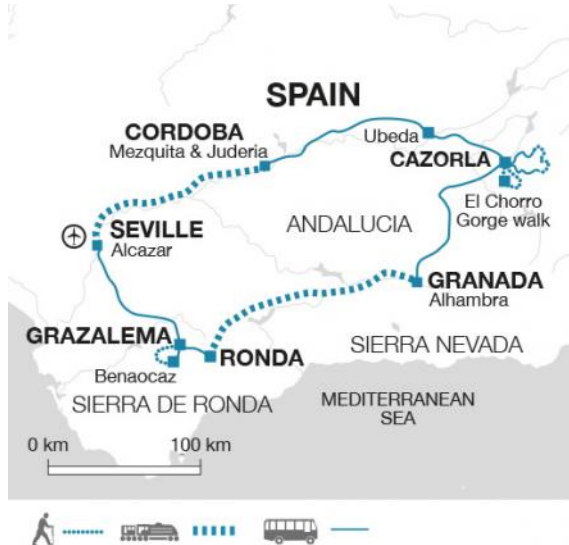 SPAIN
CORDOBA
Mezquita & Juderia
Ubeda
CAZORLA
El Chorro
Gorge walk
ANDALUCIA
SEVILLE
Alcazar
GRANADA
Alhambra
GRAZALEMA
RONDA
SIERRA NEVADA
Benaocaz
SIERRA DE RONDA
MEDITERRANEAN
SEA
0 km 100 km